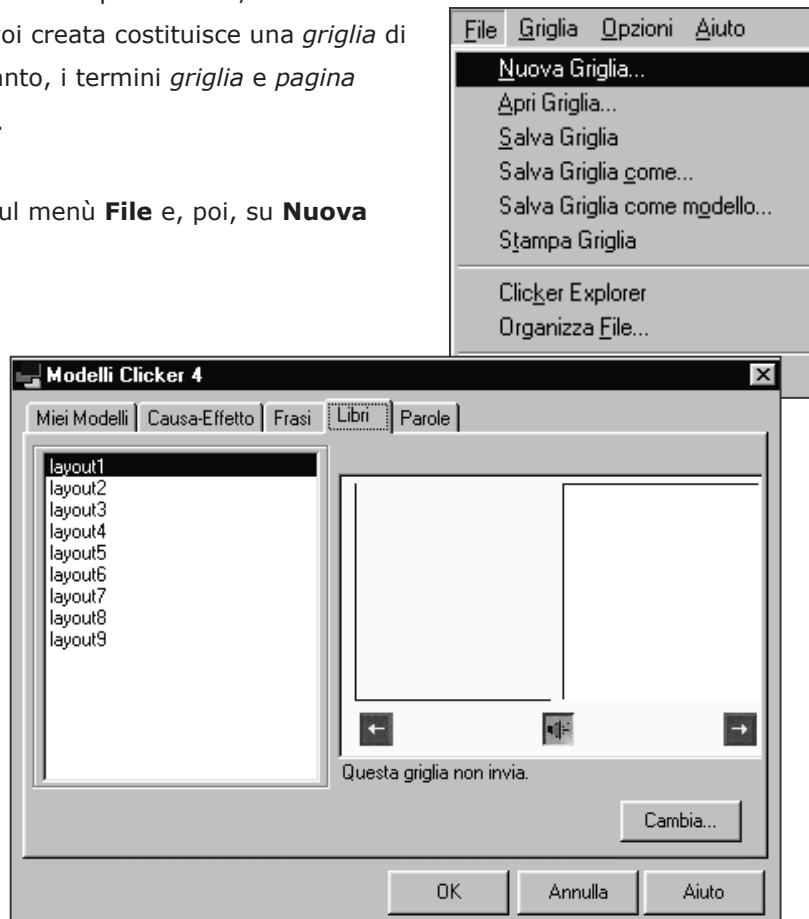 voi creata costituisce una griglia di
anto, i termini griglia e pagina
.
sul menù File e, poi, su Nuova
File Griglia Opzioni Aiuto
Nuova Griglia...
Apri Griglia...
Salva Griglia
Salva Griglia come...
Salva Griglia come modello...
Stampa Griglia
Clicker Explorer
Organizza File...
Modelli Clicker 4
Miei Modelli Causa-Effetto Frasi Libri Parole
layout1
layout2
layout3
layout4
layout5
layout6
layout7
layout8
layout9
Questa griglia non invia.
Cambia...
OK Annulla Aiuto